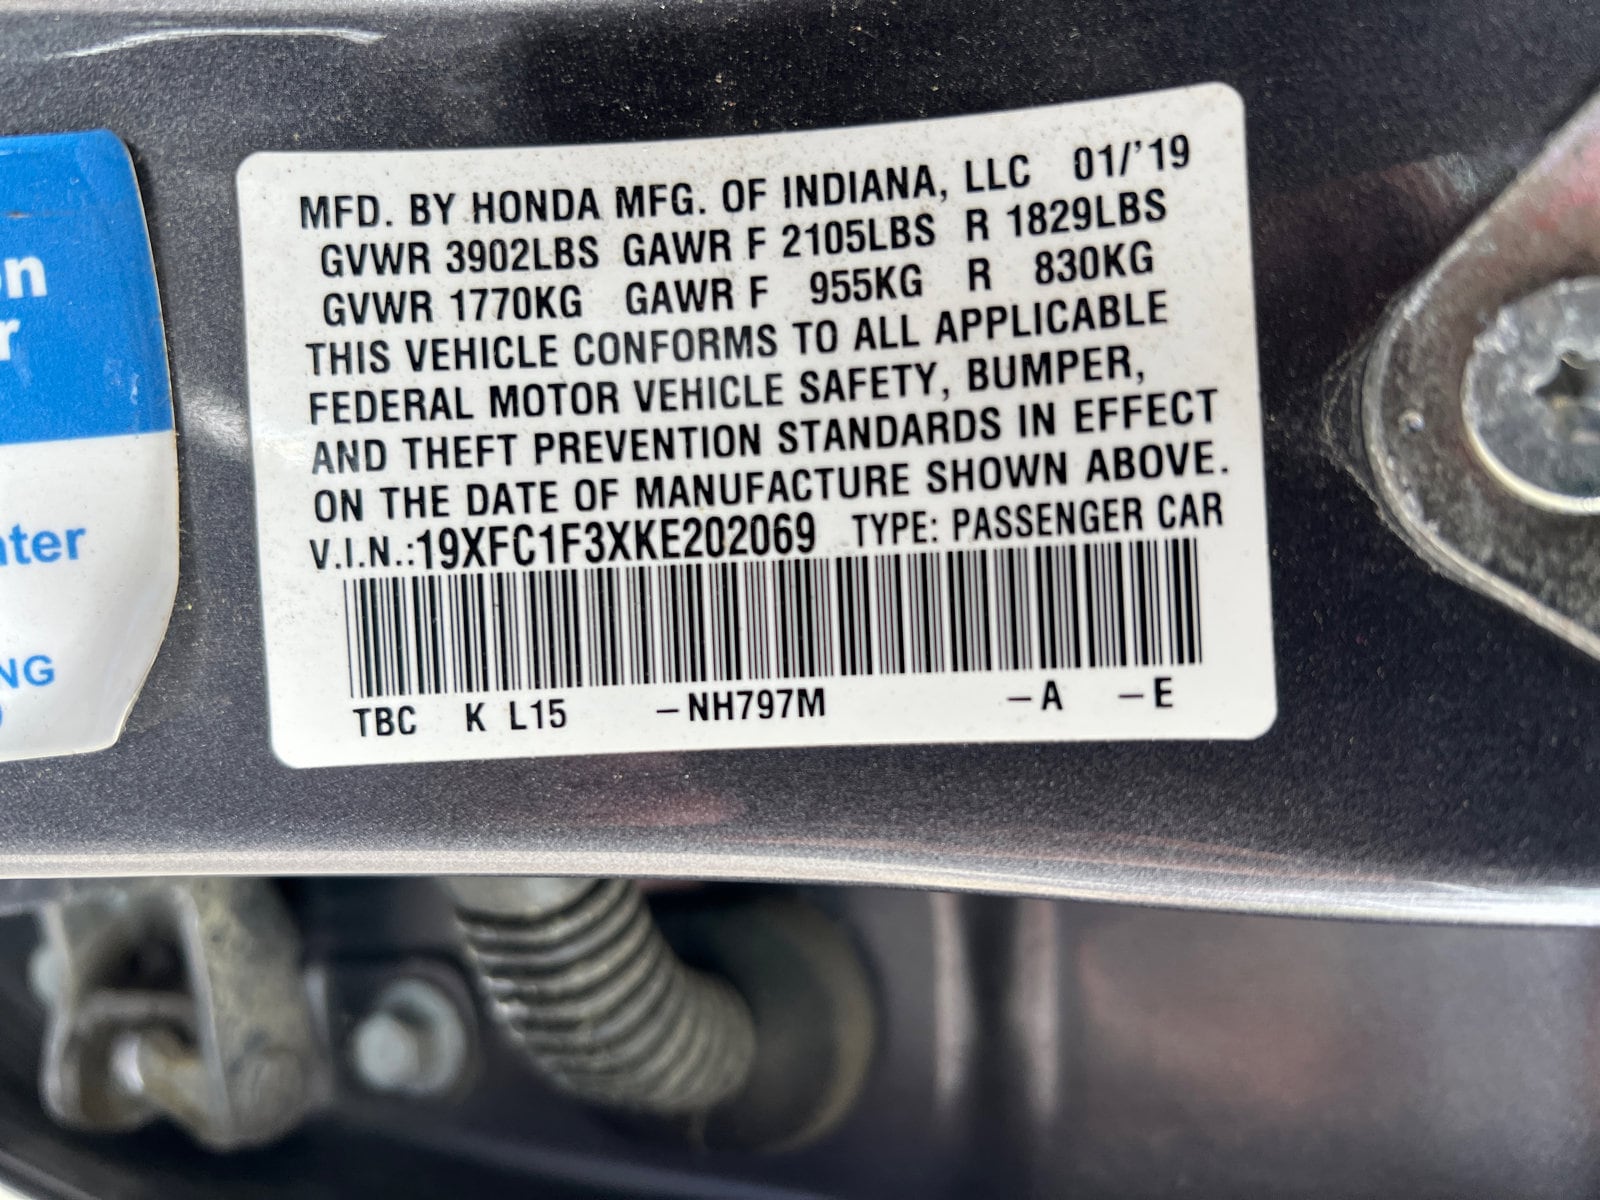 MFD. BY HONDA MFG. OF INDIANA, LLC 01/'19
GVWR 3902LBS GAWR F 2105LBS R 1829LBS
GVWR 1770KG GAWR F 955KG R 830KG
THIS VEHICLE CONFORMS TO ALL APPLICABLE
FEDERAL MOTOR VEHICLE SAFETY, BUMPER,
AND THEFT PREVENTION STANDARDS IN EFFECT
ON THE DATE OF MANUFACTURE SHOWN ABOVE.
V.I.N.:19XFC1F3XKE202069 TYPE: PASSENGER CAR
TBC K L15 -NH797M -A -E